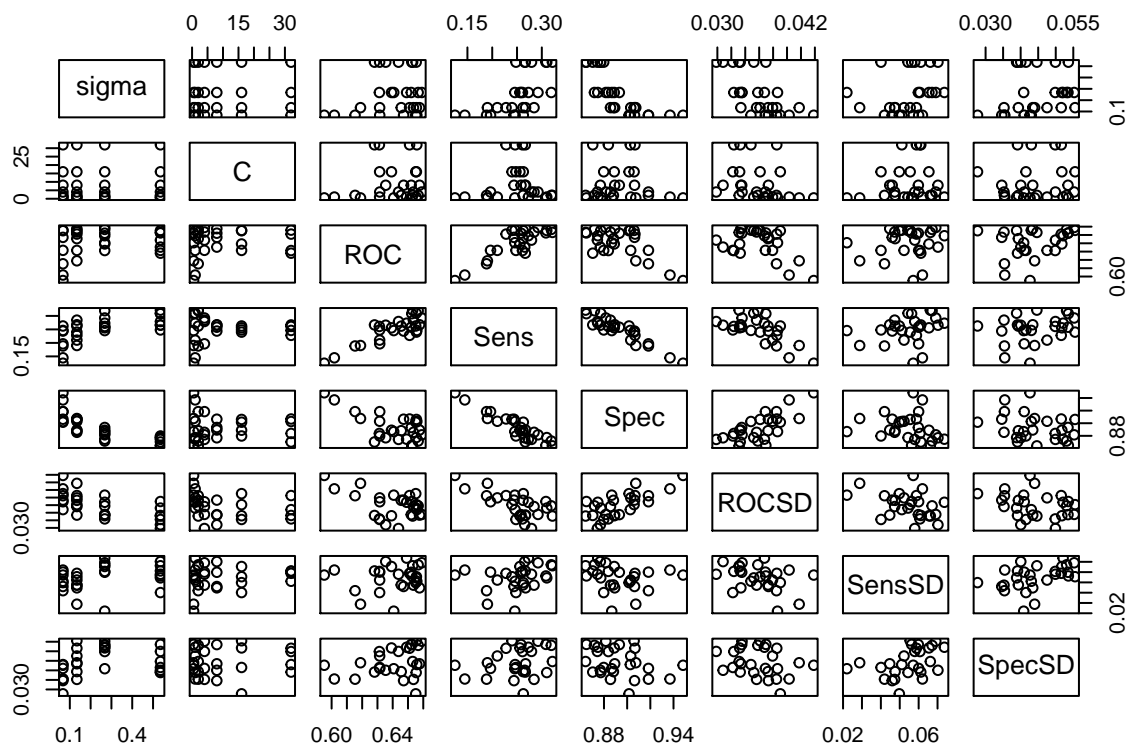 0 15 30 0.15 0.30 0.030 0.042 0.030 0.055
sigma 0.1
0 25 C
ROC 0.60
0.15 Sens
Spec 0.88
0.030 ROCSD
SensSD 0.02
0.030 SpecSD
0.1 0.4 0.60 0.64 0.88 0.94 0.02 0.06